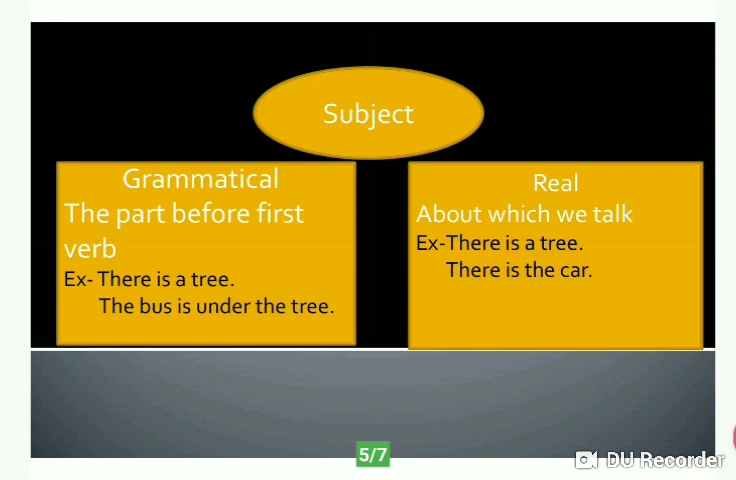 Subject
Grammatical
The part before first
verb
Ex- There is a tree.
The bus is under the tree.
Real
About which we talk
Ex-There is a tree.
There is the car.
5/7
DU Recorder